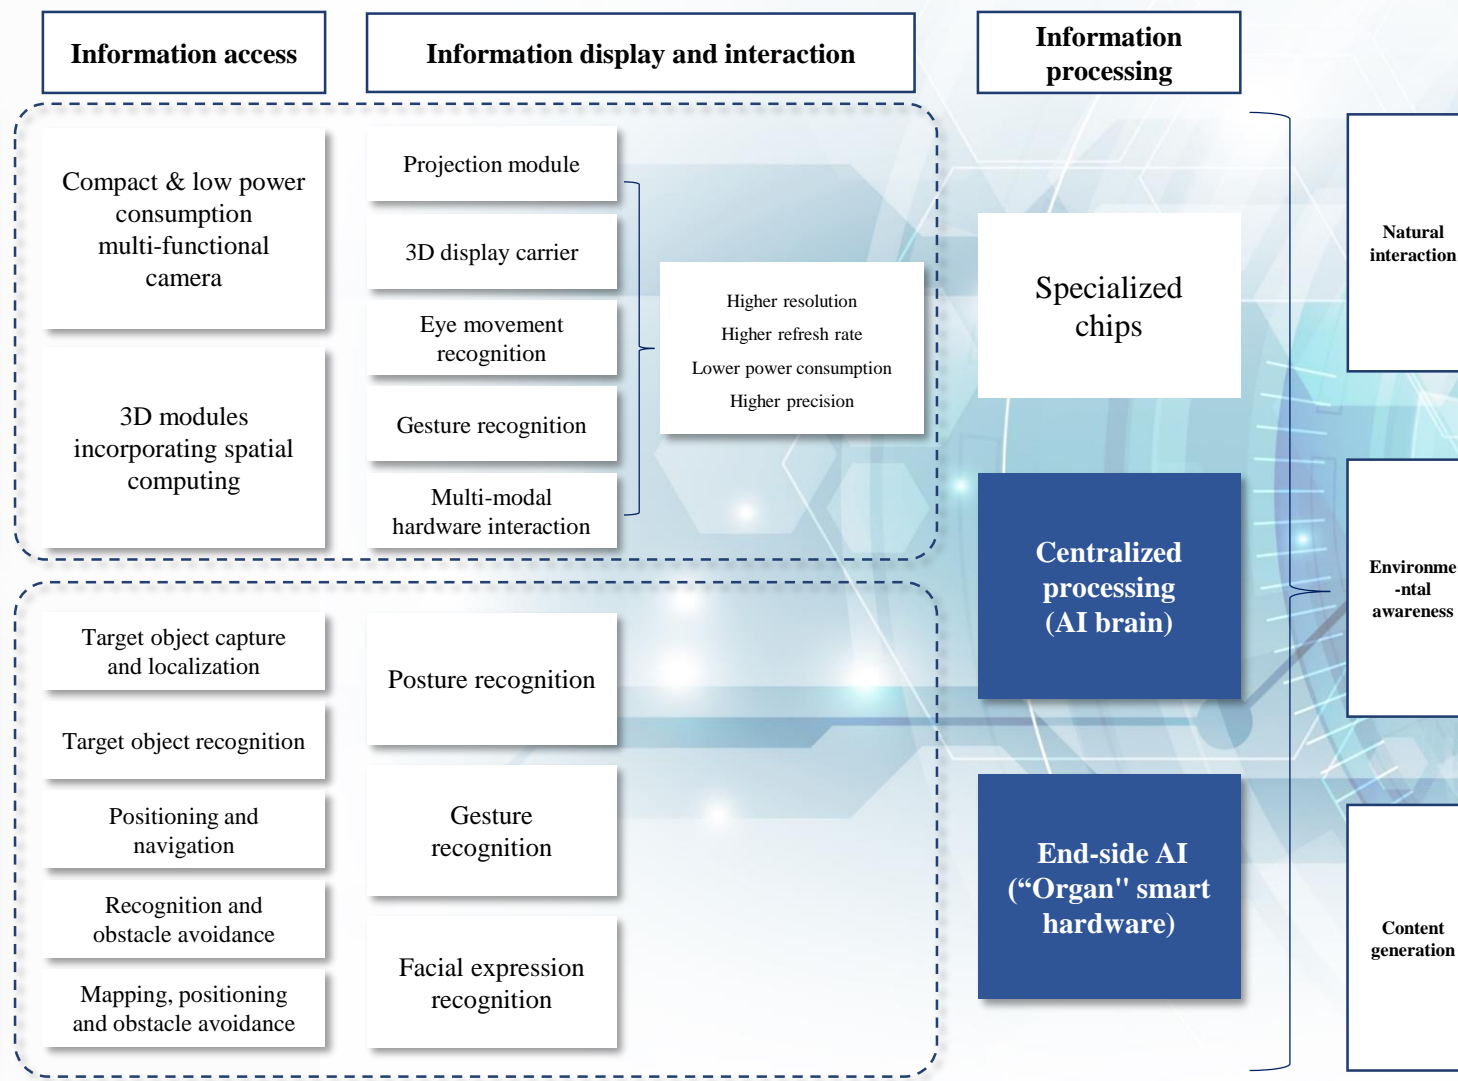 Information access
Information display and interaction
Information
processing
Compact & low power
consumption
multi-functional
camera
3D modules
incorporating spatial
computing
Projection module
3D display carrier
Eye movement
recognition
Gesture recognition
Multi-modal
hardware interaction
Higher resolution
Higher refresh rate
Lower power consumption
Higher precision
Target object capture
and localization
Target object recognition
Positioning and
navigation
Recognition and
obstacle avoidance
Mapping, positioning
and obstacle avoidance
Posture recognition
Gesture
recognition
Facial expression
recognition
Specialized
chips
Centralized
processing
(AI brain)
End-side AI
(“Organ" smart
hardware)
Natural
interaction
Environme
-ntal
awareness
Content
generation